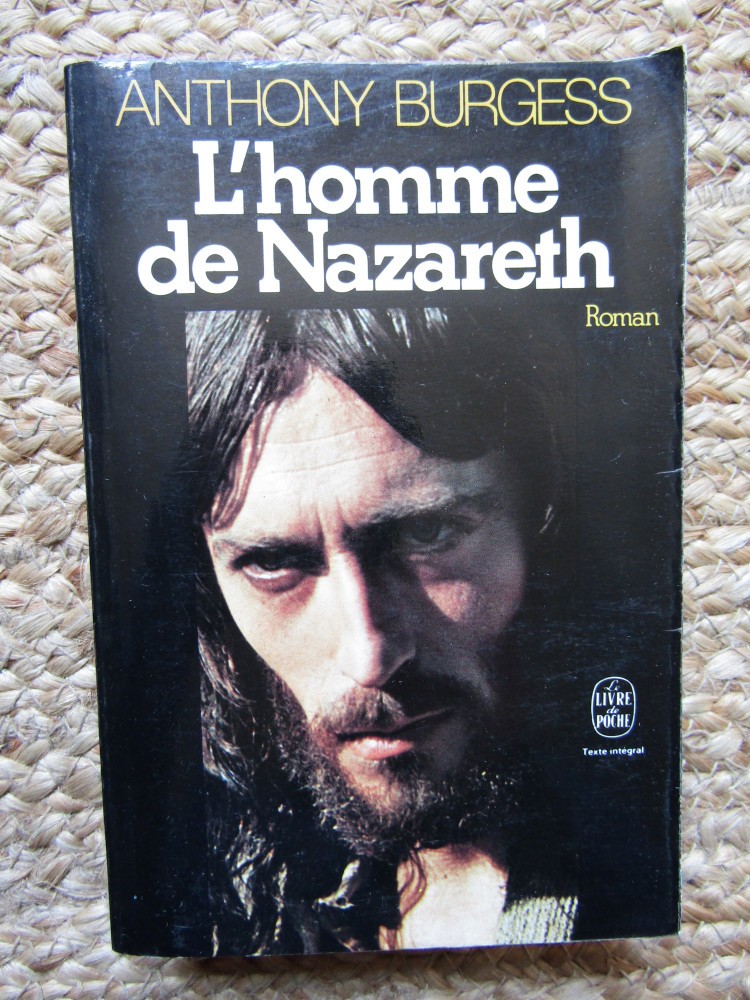 ANTHONY BURGESS
L'homme
de Nazareth
Roman
Le
LIVRE
de
POCHE
Texte intégral